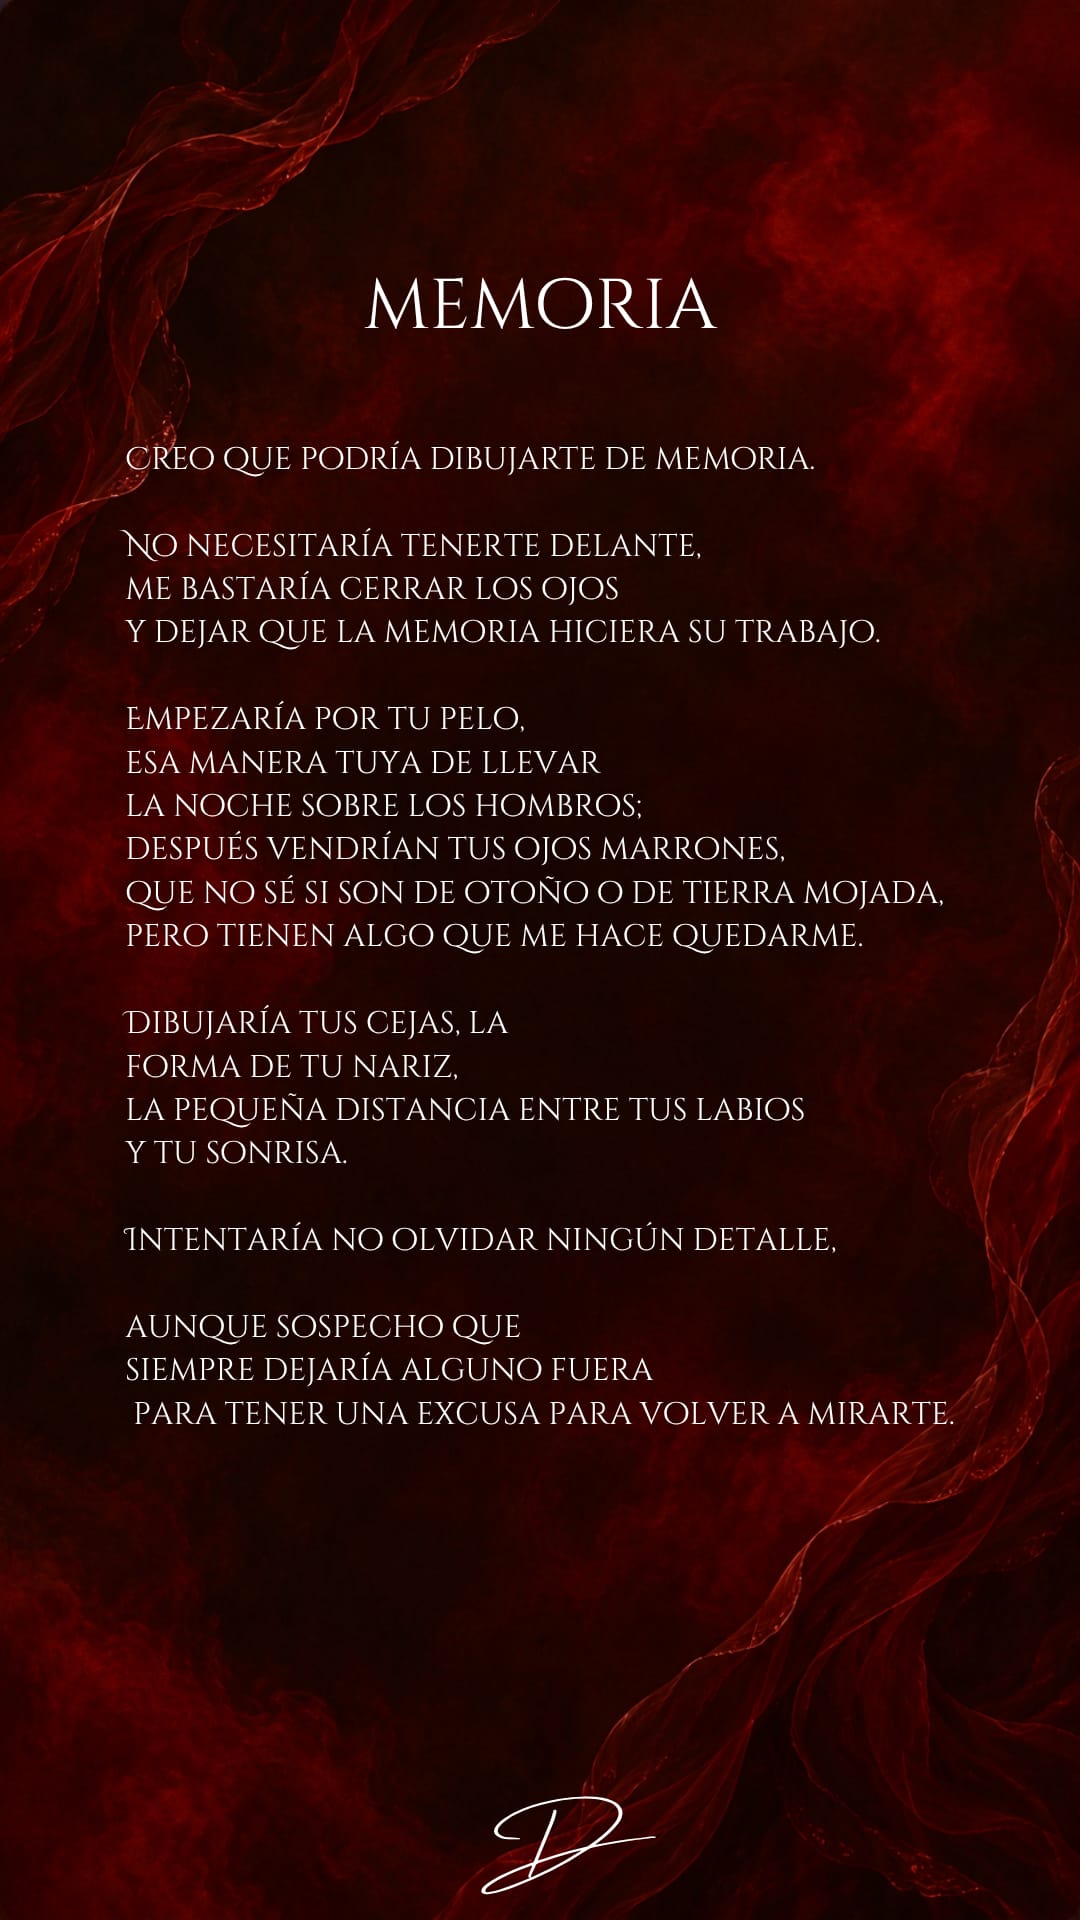 MEMORIA
Creo que podría dibujarte de memoria.
No necesitaría tenerte delante,
me bastaría cerrar los ojos
y dejar que la memoria hiciera su trabajo.
Empezaría por tu pelo,
esa manera tuya de llevar
la noche sobre los hombros;
después vendrían tus ojos marrones,
que no sé si son de otoño o de tierra mojada,
pero tienen algo que me hace quedarme.
Dibujaría tus cejas, la
forma de tu nariz,
la pequeña distancia entre tus labios
y tu sonrisa.
Intentaría no olvidar ningún detalle,
aunque sospecho que
siempre dejaría alguno fuera
para tener una excusa para volver a mirarte.
D